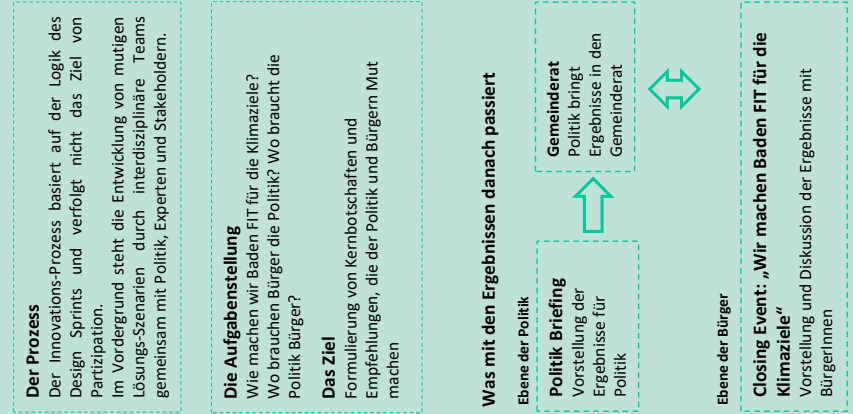 Der Prozess
Der Innovations-Prozess basiert auf der Logik des
Design Sprints und verfolgt nicht das Ziel von
Partizipation.
Im Vordergrund steht die Entwicklung von mutigen
Lösungs-Szenarien durch interdisziplinäre Teams
gemeinsam mit Politik, Experten und Stakeholdern.
Die Aufgabenstellung
Wie machen wir Baden FIT für die Klimaziele?
Wo brauchen Bürger die Politik? Wo braucht die
Politik Bürger?
Das Ziel
Formulierung von Kernbotschaften und
Empfehlungen, die der Politik und Bürgern Mut
machen
Was mit den Ergebnissen danach passiert
Ebene der Politik
Politik Briefing
Vorstellung der
Ergebnisse für
Politik
Gemeinderat
Politik bringt
Ergebnisse in den
Gemeinderat
Ebene der Bürger
Closing Event: „Wir machen Baden FIT für die
Klimaziele“
Vorstellung und Diskussion der Ergebnisse mit
BürgerInnen